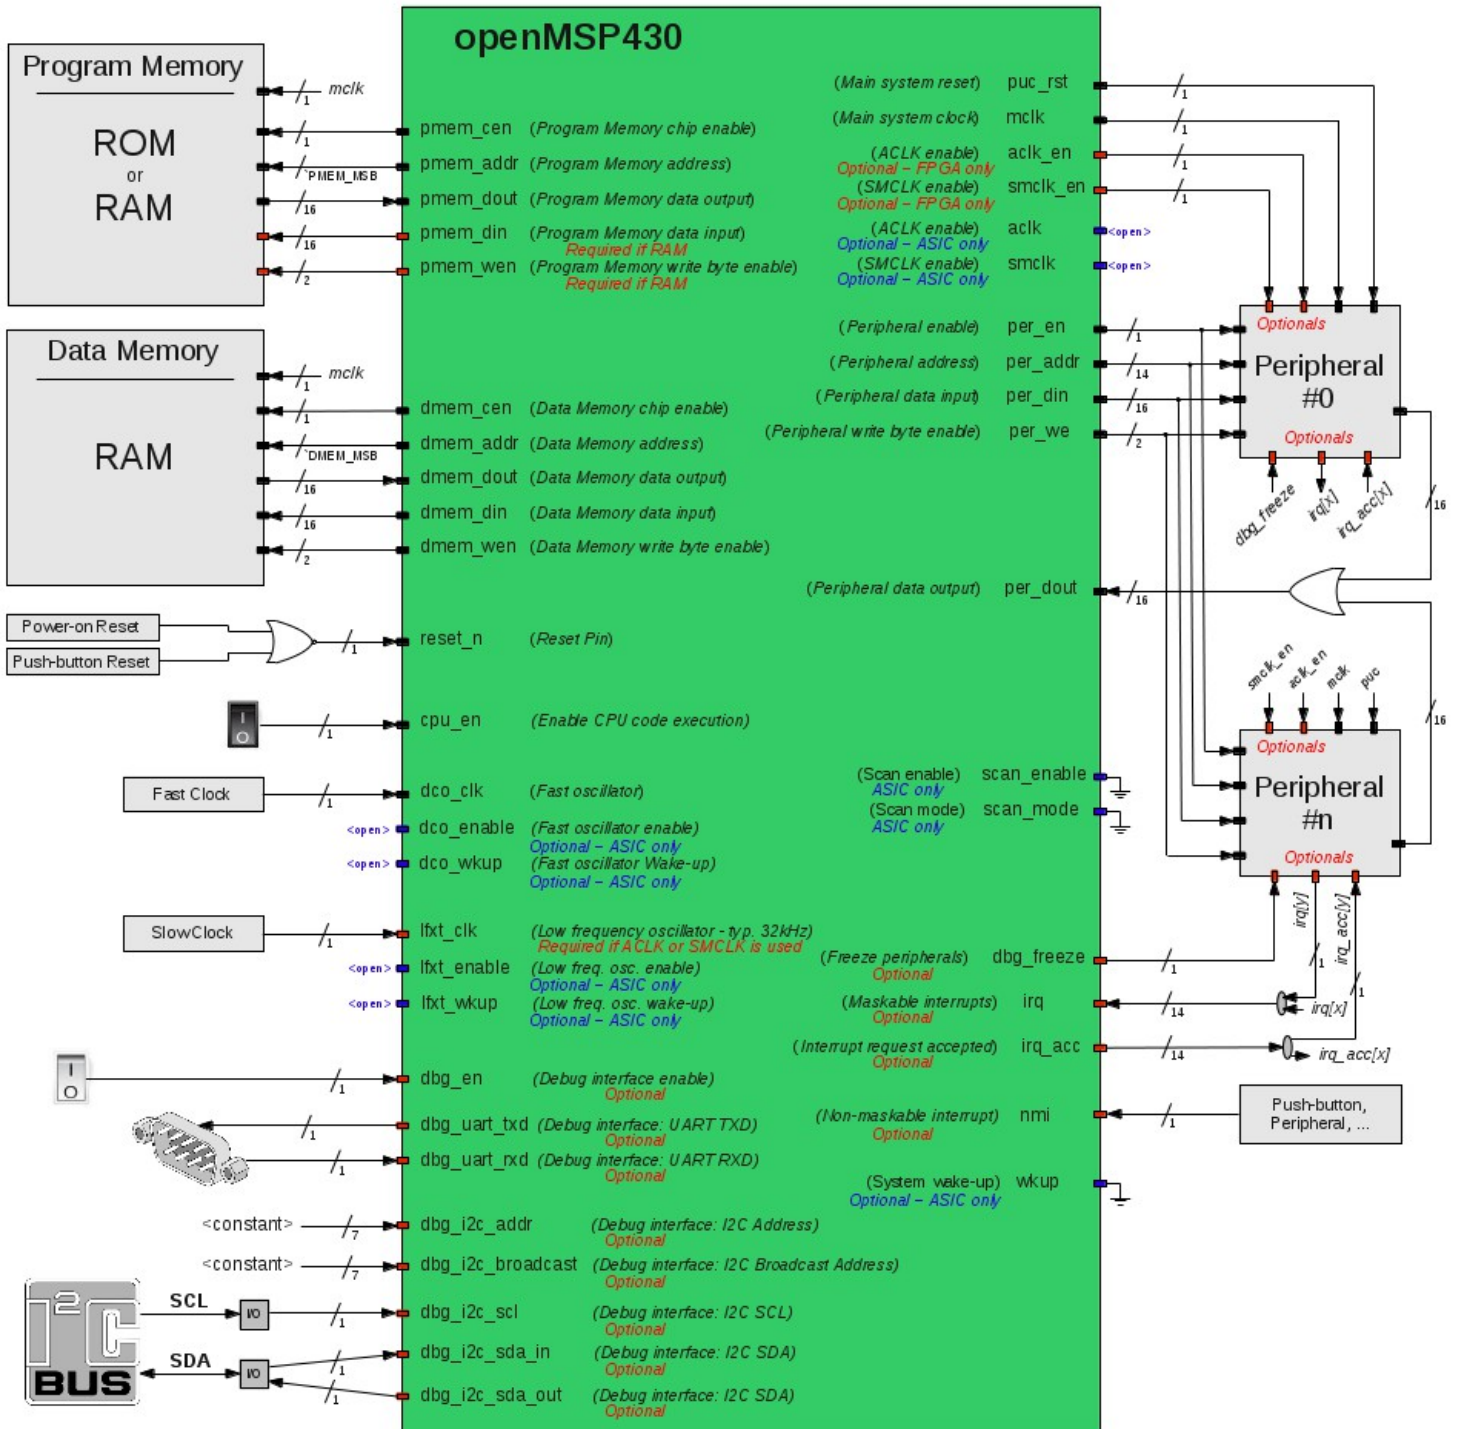 openMSP430
Program Memory
ROM
or
RAM
mclk
1
1
`PMEM_MSB
16
16
2
pmem_cen (Program Memory chip enable)
pmem_addr (Program Memory address)
pmem_dout (Program Memory data output)
pmem_din (Program Memory data input)
Required if RAM
pmem_wen (Program Memory write byte enable)
Required if RAM
Data Memory
RAM
mclk
1
1
`DMEM_MSB
16
16
2
dmem_cen (Data Memory chip enable)
dmem_addr (Data Memory address)
dmem_dout (Data Memory data output)
dmem_din (Data Memory data input)
dmem_wen (Data Memory write byte enable)
Power-on Reset
Push-button Reset
1
reset_n (Reset Pin)
I
O
1
cpu_en (Enable CPU code execution)
Fast Clock
1
dco_clk (Fast oscillator)
<open> dco_enable (Fast oscillator enable)
Optional – ASIC only
<open> dco_wkup (Fast oscillator Wake-up)
Optional – ASIC only
SlowClock
1
lfxt_clk (Low frequency oscillator - typ. 32kHz)
Required if ACLK or SMCLK is used
<open> lfxt_enable (Low freq. osc. enable)
Optional – ASIC only
<open> lfxt_wkup (Low freq. osc. wake-up)
Optional – ASIC only
I
O
1
dbg_en (Debug interface enable)
Optional
1
dbg_uart_txd (Debug interface: UART TXD)
Optional
1
dbg_uart_rxd (Debug interface: UART RXD)
Optional
<constant> 7 dbg_i2c_addr (Debug interface: I2C Address)
Optional
<constant> 7 dbg_i2c_broadcast (Debug interface: I2C Broadcast Address)
Optional
I2C
BUS
SCL I/O 1 dbg_i2c_scl (Debug interface: I2C SCL)
Optional
SDA I/O 1 dbg_i2c_sda_in (Debug interface: I2C SDA)
Optional
1 dbg_i2c_sda_out (Debug interface: I2C SDA)
Optional
(Main system reset) puc_rst 1
(Main system clock) mclk 1
(ACLK enable) aclk_en 1
Optional – FPGA only
(SMCLK enable) smclk_en 1
Optional – FPGA only
(ACLK enable) aclk <open>
Optional – ASIC only
(SMCLK enable) smclk <open>
Optional – ASIC only
(Peripheral enable) per_en 1
(Peripheral address) per_addr 14
(Peripheral data input) per_din 16
(Peripheral write byte enable) per_we 2
Optionals
Peripheral
#0
Optionals
dbg_freeze
irq[x]
irq_acc[x]
16
(Peripheral data output) per_dout 16
smclk_en
aclk_en
mclk
puc
16
Optionals
Peripheral
#n
Optionals
irq[y]
irq_acc[y]
1
1
(Scan enable) scan_enable
ASIC only
(Scan mode) scan_mode
ASIC only
(Freeze peripherals) dbg_freeze 1
Optional
(Maskable interrupts) irq 14 irq[x]
Optional
(Interrupt request accepted) irq_acc 14 irq_acc[x]
Optional
(Non-maskable interrupt) nmi 1
Optional
Push-button,
Peripheral, ...
(System wake-up) wkup
Optional – ASIC only